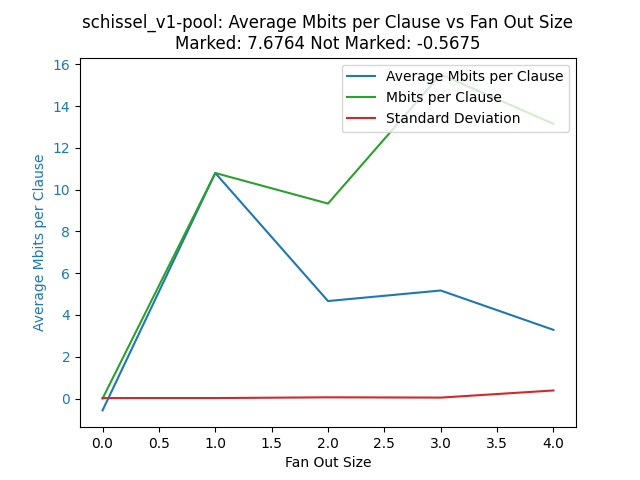 schissel_v1-pool: Average Mbits per Clause vs Fan Out Size
Marked: 7.6764 Not Marked: -0.5675
Average Mbits per Clause
Mbits per Clause
Standard Deviation
Average Mbits per Clause
16
14
12
10
8
6
4
2
0
0.0 0.5 1.0 1.5 2.0 2.5 3.0 3.5 4.0
Fan Out Size